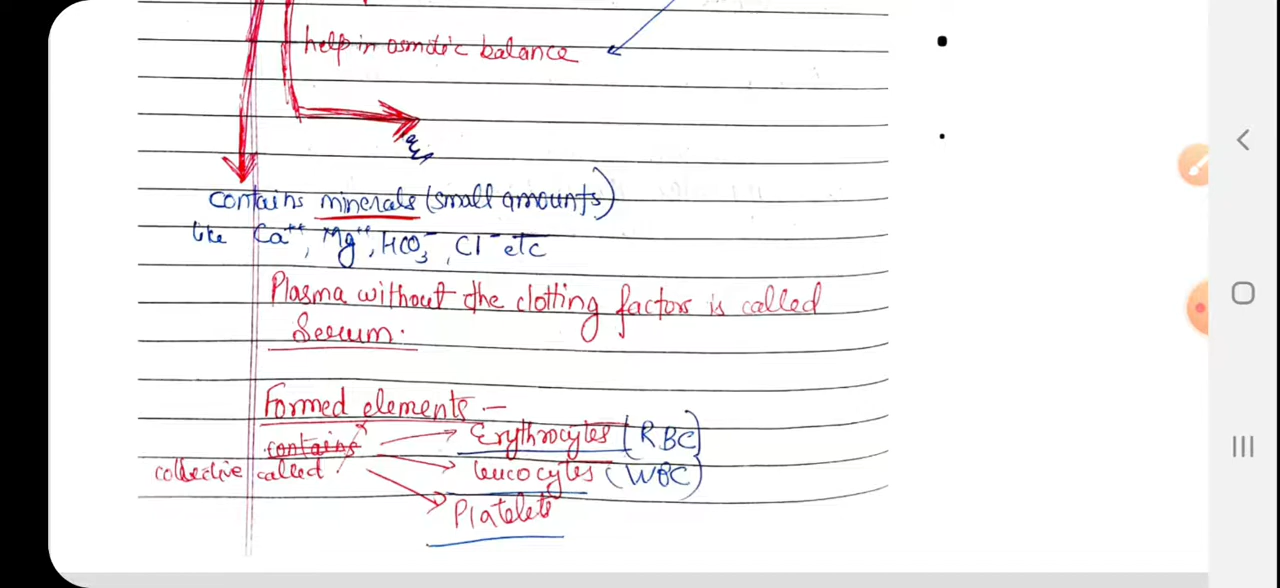 help in osmotic balance
contains minerals (small amounts)
like Ca⁺⁺, Mg⁺⁺, HCO₃⁻, Cl⁻ etc
Plasma without the clotting factors is called
Serum.
Formed elements –
contains
Erythrocytes (RBC)
collective called
leucocytes (WBC)
Platelets